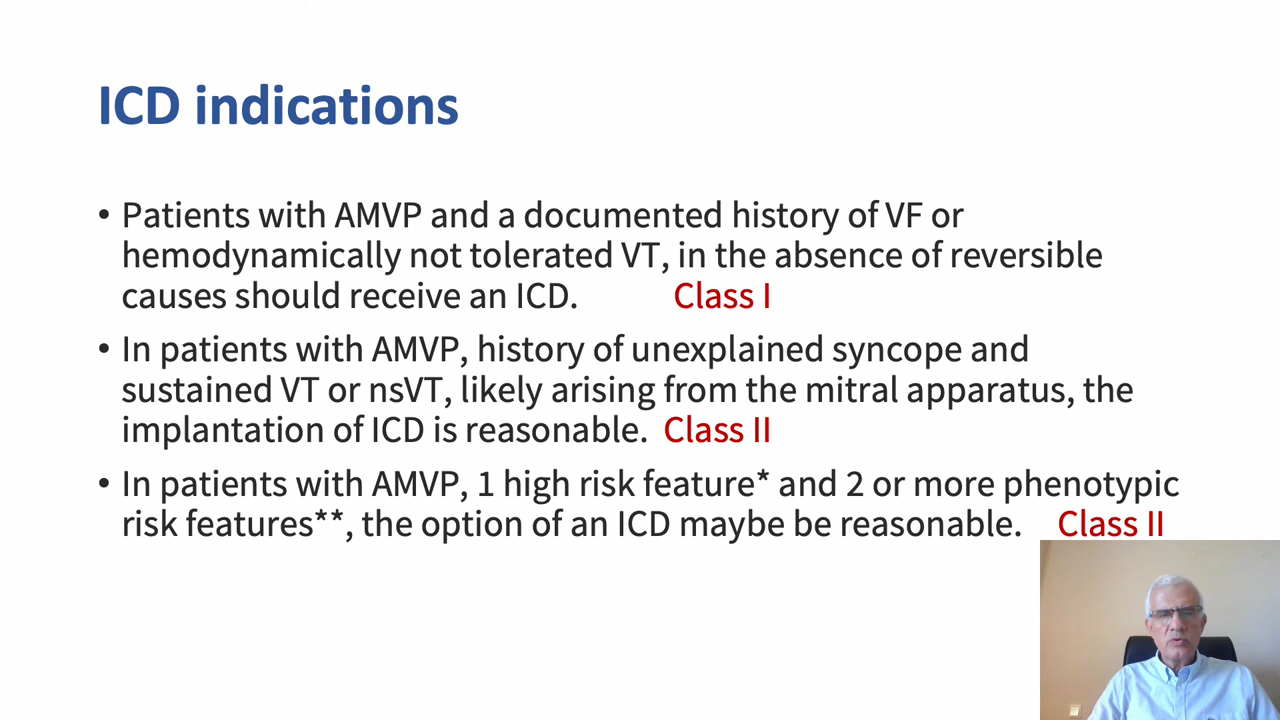 ICD indications
• Patients with AMVP and a documented history of VF or
hemodynamically not tolerated VT, in the absence of reversible
causes should receive an ICD. Class I
• In patients with AMVP, history of unexplained syncope and
sustained VT or nsVT, likely arising from the mitral apparatus, the
implantation of ICD is reasonable. Class II
• In patients with AMVP, 1 high risk feature* and 2 or more phenotypic
risk features**, the option of an ICD maybe be reasonable. Class II